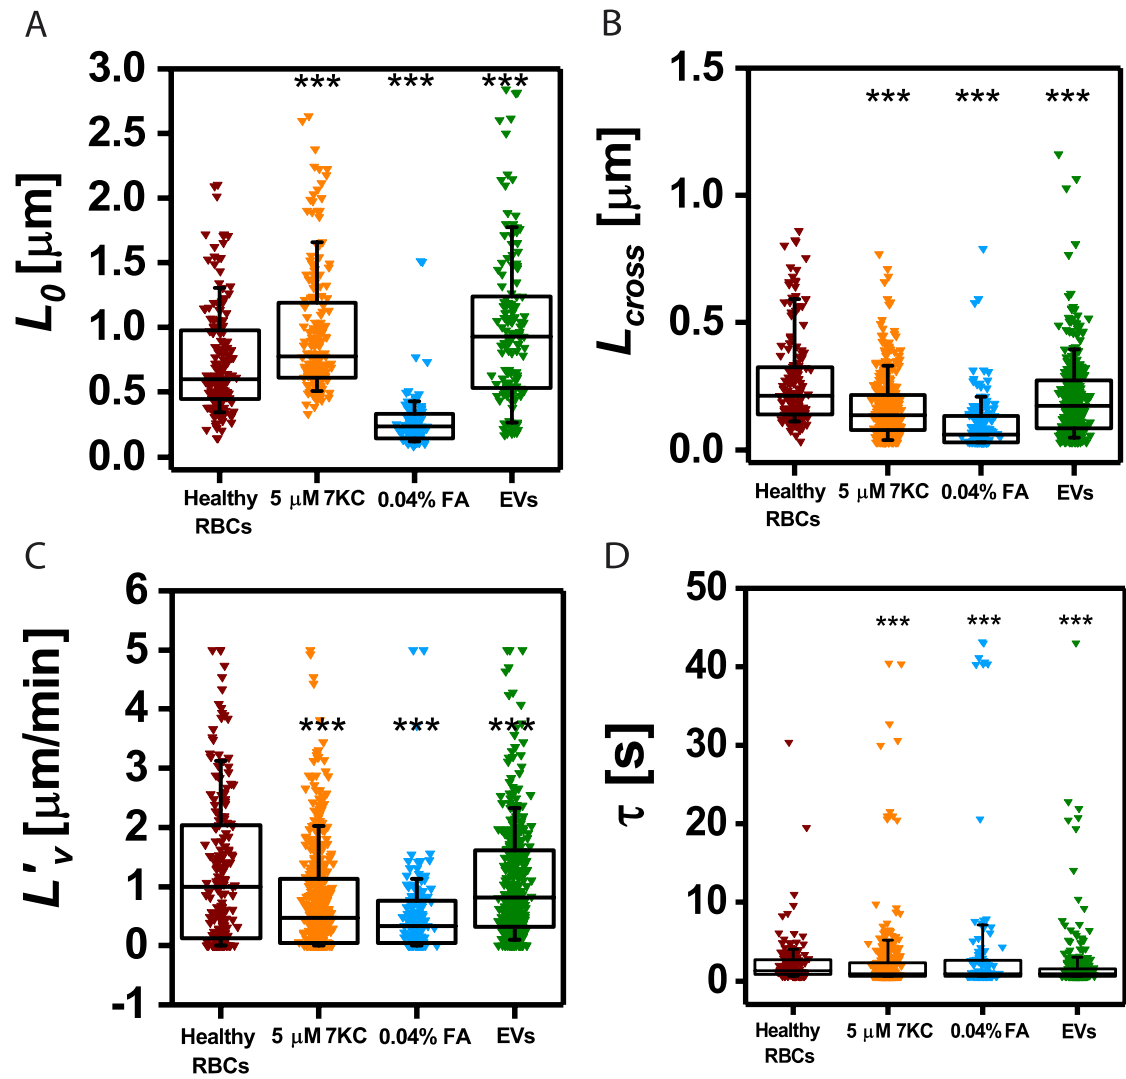 A
3.0
2.5
2.0
1.5
1.0
0.5
0.0
L0 [μm]
*** *** ***
Healthy RBCs
5 μM 7KC
0.04% FA
EVs
B
1.5
1.0
0.5
0.0
Lcross [μm]
*** *** ***
Healthy RBCs
5 μM 7KC
0.04% FA
EVs
C
6
5
4
3
2
1
0
-1
L'v [μm/min]
*** *** ***
Healthy RBCs
5 μM 7KC
0.04% FA
EVs
D
50
40
30
20
10
0
τ [s]
*** *** ***
Healthy RBCs
5 μM 7KC
0.04% FA
EVs